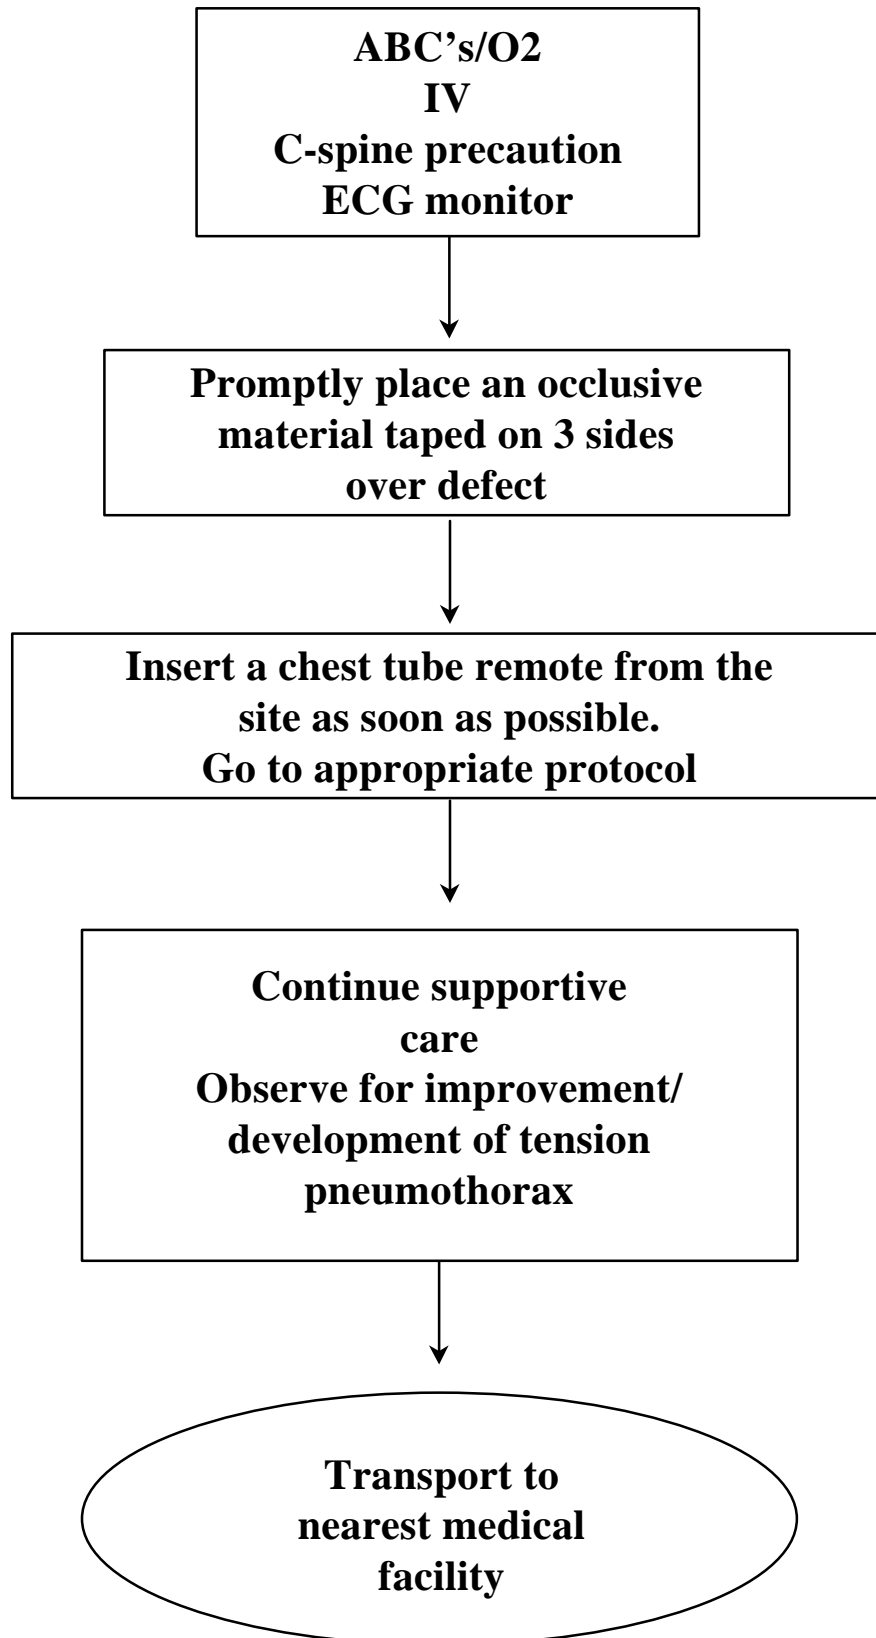 ABC’s/O2
IV
C-spine precaution
ECG monitor
Promptly place an occlusive
material taped on 3 sides
over defect
Insert a chest tube remote from the
site as soon as possible.
Go to appropriate protocol
Continue supportive
care
Observe for improvement/
development of tension
pneumothorax
Transport to
nearest medical
facility